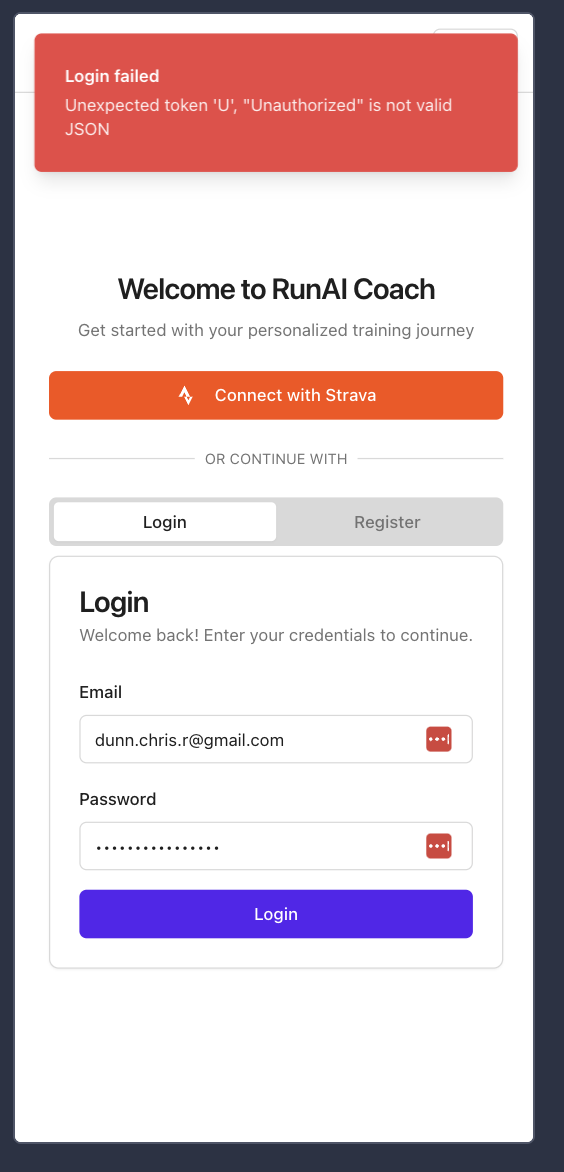 Login failed
Unexpected token 'U', "Unauthorized" is not valid
JSON
Welcome to RunAI Coach
Get started with your personalized training journey
Connect with Strava
OR CONTINUE WITH
Login
Register
Login
Welcome back! Enter your credentials to continue.
Email
dunn.chris.r@gmail.com
Password
••••••••••••••••
Login